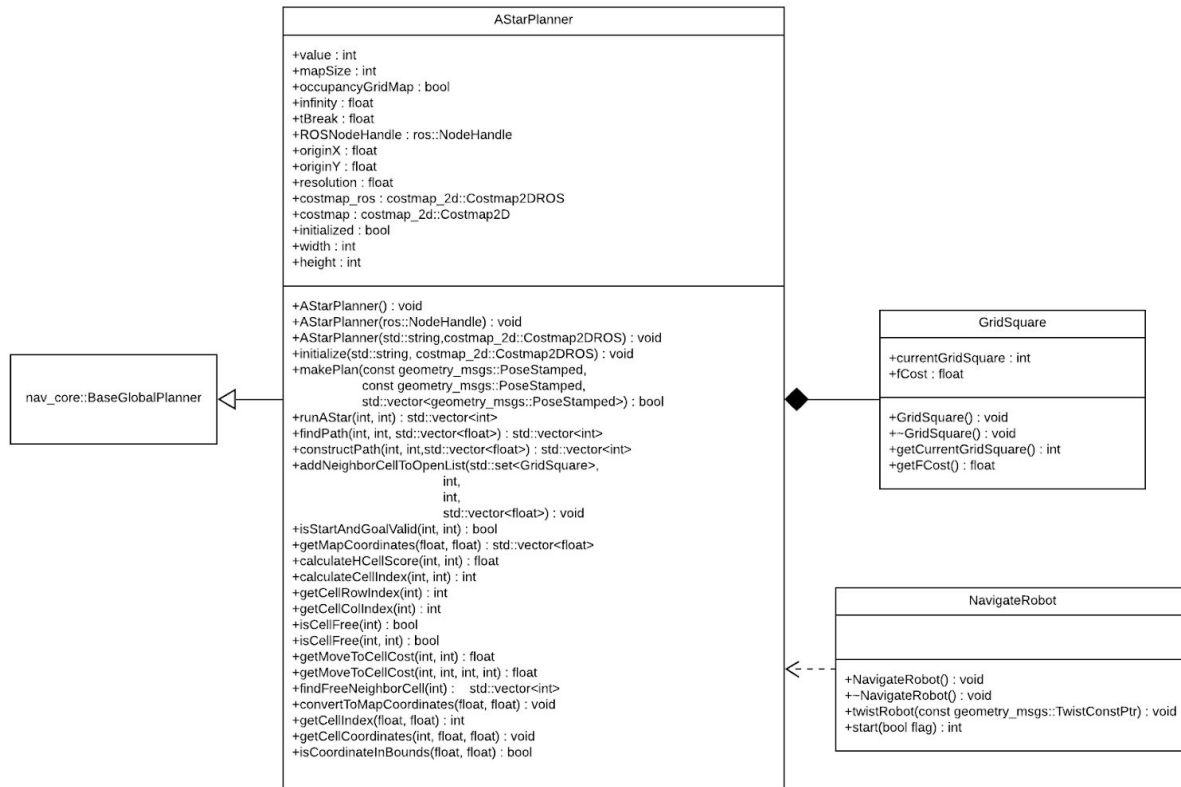 AStarPlanner
+value : int
+mapSize : int
+occupancyGridMap : bool
+infinity : float
+tBreak : float
+ROSNodeHandle : ros::NodeHandle
+originX : float
+originY : float
+resolution : float
+costmap_ros : costmap_2d::Costmap2DROS
+costmap : costmap_2d::Costmap2D
+initialized : bool
+width : int
+height : int
+AStarPlanner() : void
+AStarPlanner(ros::NodeHandle) : void
+AStarPlanner(std::string,costmap_2d::Costmap2DROS) : void
+initialize(std::string, costmap_2d::Costmap2DROS) : void
+makePlan(const geometry_msgs::PoseStamped,
const geometry_msgs::PoseStamped,
std::vector<geometry_msgs::PoseStamped>) : bool
+runAStar(int, int) : std::vector<int>
+findPath(int, int, std::vector<float>) : std::vector<int>
+constructPath(int, int,std::vector<float>) : std::vector<int>
+addNeighborCellToOpenList(std::set<GridSquare>,
int,
int,
std::vector<float>) : void
+isStartAndGoalValid(int, int) : bool
+getMapCoordinates(float, float) : std::vector<float>
+calculateHCellScore(int, int) : float
+calculateCellIndex(int, int) : int
+getCellRowIndex(int) : int
+getCellColIndex(int) : int
+isCellFree(int) : bool
+isCellFree(int, int) : bool
+getMoveToCellCost(int, int) : float
+getMoveToCellCost(int, int, int, int) : float
+findFreeNeighborCell(int) : std::vector<int>
+convertToMapCoordinates(float, float) : void
+getCellIndex(float, float) : int
+getCellCoordinates(int, float, float) : void
+isCoordinateInBounds(float, float) : bool
nav_core::BaseGlobalPlanner
GridSquare
+currentGridSquare : int
+fCost : float
+GridSquare() : void
+~GridSquare() : void
+getCurrentGridSquare() : int
+getFCost() : float
NavigateRobot
+NavigateRobot() : void
+~NavigateRobot() : void
+twistRobot(const geometry_msgs::TwistConstPtr) : void
+start(bool flag) : int